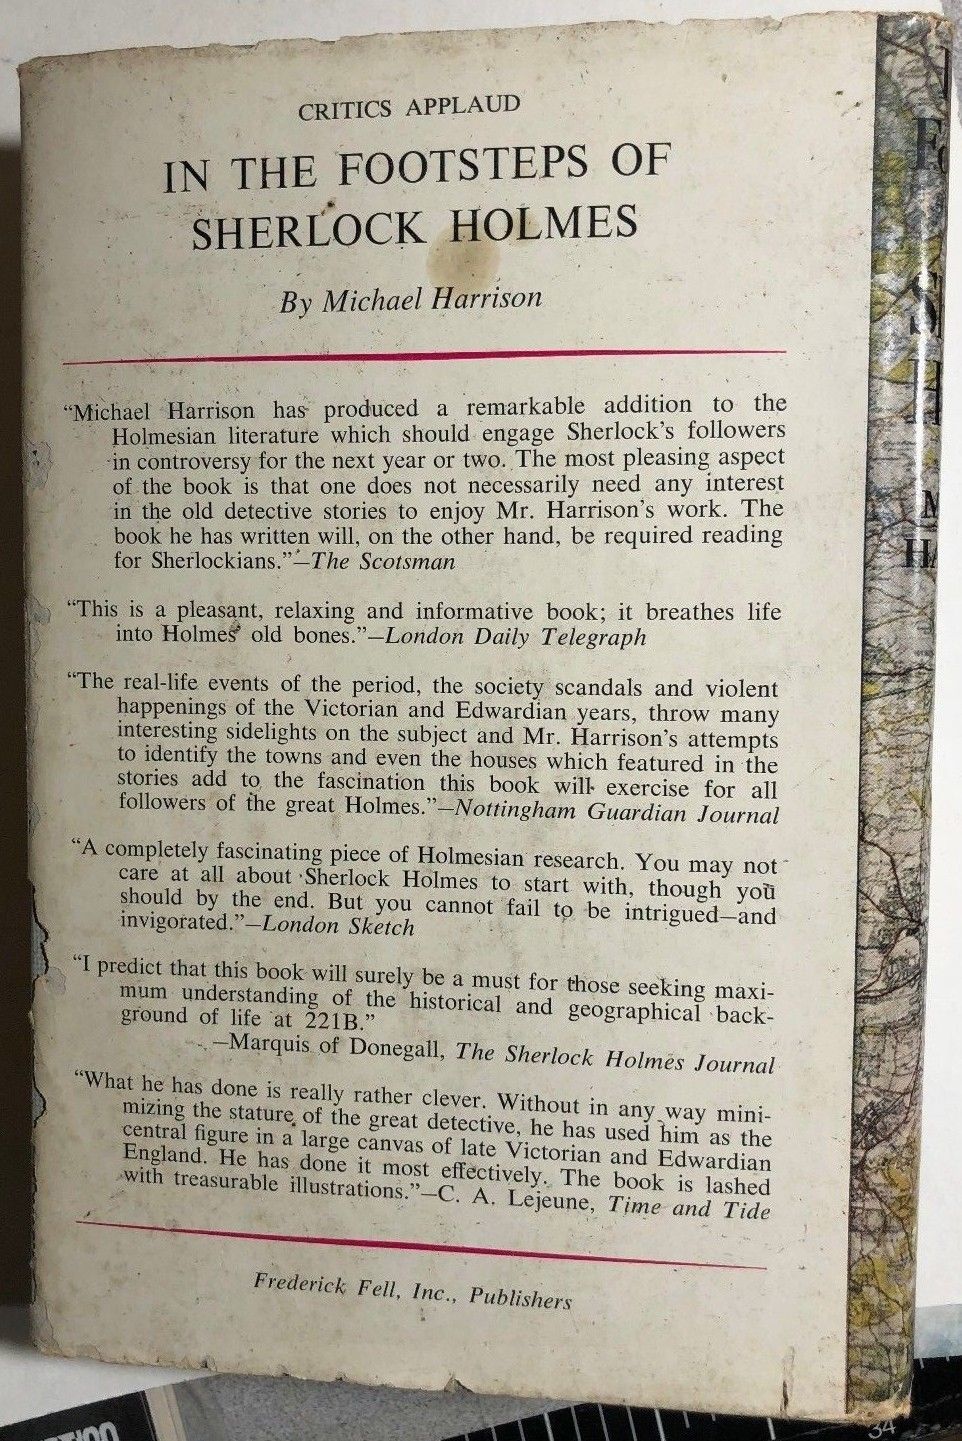 CRITICS APPLAUD
IN THE FOOTSTEPS OF
SHERLOCK HOLMES
By Michael Harrison
“Michael Harrison has produced a remarkable addition to the
Holmesian literature which should engage Sherlock’s followers
in controversy for the next year or two. The most pleasing aspect
of the book is that one does not necessarily need any interest
in the old detective stories to enjoy Mr. Harrison’s work. The
book he has written will, on the other hand, be required reading
for Sherlockians.”—The Scotsman
“This is a pleasant, relaxing and informative book; it breathes life
into Holmes’ old bones.”—London Daily Telegraph
“The real-life events of the period, the society scandals and violent
happenings of the Victorian and Edwardian years, throw many
interesting sidelights on the subject and Mr. Harrison’s attempts
to identify the towns and even the houses which featured in the
stories add to the fascination this book will exercise for all
followers of the great Holmes.”—Nottingham Guardian Journal
“A completely fascinating piece of Holmesian research. You may not
care at all about Sherlock Holmes to start with, though you
should by the end. But you cannot fail to be intrigued—and
invigorated.”—London Sketch
“I predict that this book will surely be a must for those seeking maxi-
mum understanding of the historical and geographical back-
ground of life at 221B.”
—Marquis of Donegall, The Sherlock Holmes Journal
“What he has done is really rather clever. Without in any way mini-
mizing the stature of the great detective, he has used him as the
central figure in a large canvas of late Victorian and Edwardian
England. He has done it most effectively. The book is lashed
with treasurable illustrations.”—C. A. Lejeune, Time and Tide
Frederick Fell, Inc., Publishers
34